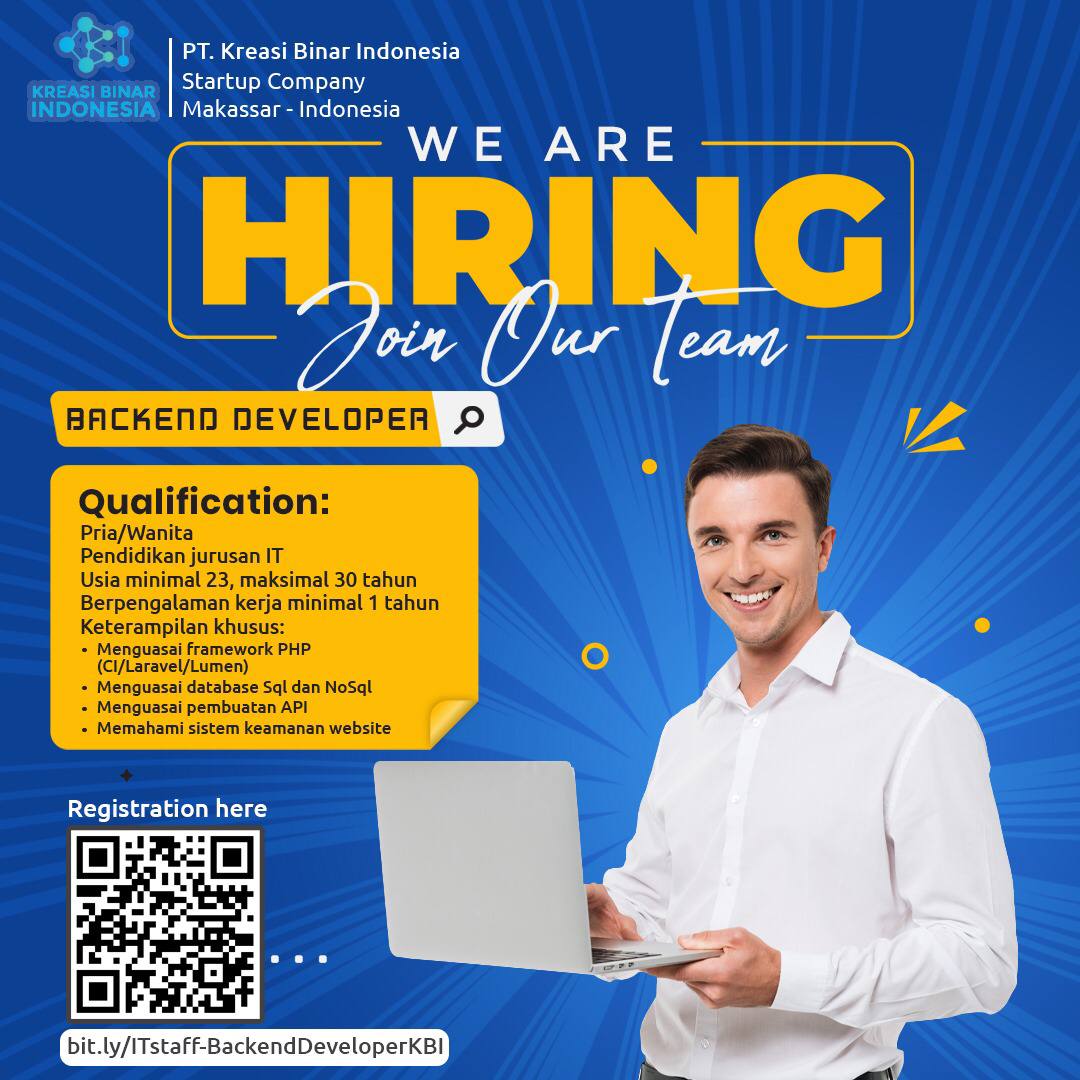 KREASI BINAR
INDONESIA
PT. Kreasi Binar Indonesia
Startup Company
Makassar - Indonesia
WE ARE
HIRING
Join Our Team
BACKEND DEVELOPER
Qualification:
Pria/Wanita
Pendidikan jurusan IT
Usia minimal 23, maksimal 30 tahun
Berpengalaman kerja minimal 1 tahun
Keterampilan khusus:
• Menguasai framework PHP
(CI/Laravel/Lumen)
• Menguasai database Sql dan NoSql
• Menguasai pembuatan API
• Memahami sistem keamanan website
Registration here
bit.ly/ITstaff-BackendDeveloperKBI